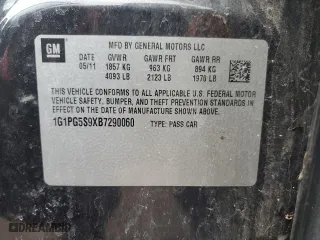 GM
MFD BY GENERAL MOTORS LLC
DATE GVWR GAWR FRT GAWR RR
05/11 1857 KG 963 KG 894 KG
4093 LB 2123 LB 1970 LB
THIS VEHICLE CONFORMS TO ALL APPLICABLE U.S. FEDERAL MOTOR
VEHICLE SAFETY, BUMPER, AND THEFT PREVENTION STANDARDS IN
EFFECT ON THE DATE OF MANUFACTURE SHOWN ABOVE.
1G1PG5S9XB7290060 TYPE: PASS CAR